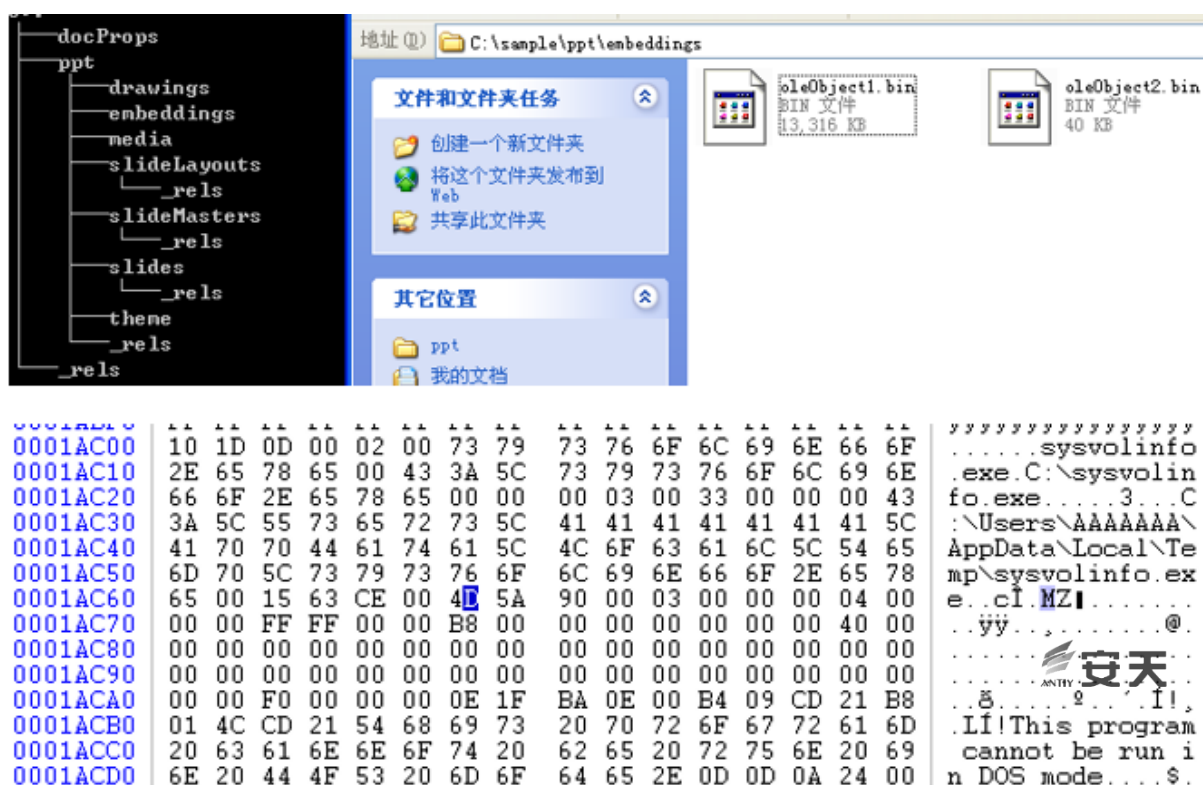 docProps
ppt
drawings
embeddings
media
slideLayouts
_rels
slideMasters
_rels
slides
_rels
theme
_rels
_rels
地址(D) C:\sample\ppt\embeddings
文件和文件夹任务
创建一个新文件夹
将这个文件夹发布到
Web
共享此文件夹
其它位置
ppt
我的文档
oleObject1.bin
BIN 文件
13,316 KB
oleObject2.bin
BIN 文件
40 KB
0001AC00 10 1D 0D 00 02 00 73 79 73 76 6F 6C 69 6E 66 6F ......sysvolinfo
0001AC10 2E 65 78 65 00 43 3A 5C 73 79 73 76 6F 6C 69 6E .exe.C:\sysvolin
0001AC20 66 6F 2E 65 78 65 00 00 00 03 00 33 00 00 00 43 fo.exe.....3...C
0001AC30 3A 5C 55 73 65 72 73 5C 41 41 41 41 41 41 41 5C :\Users\AAAAAAA\
0001AC40 41 70 70 44 61 74 61 5C 4C 6F 63 61 6C 5C 54 65 AppData\Local\Te
0001AC50 6D 70 5C 73 79 73 76 6F 6C 69 6E 66 6F 2E 65 78 mp\sysvolinfo.ex
0001AC60 65 00 15 63 CE 00 4D 5A 90 00 03 00 00 00 04 00 e..cÎ.MZ▮.......
0001AC70 00 00 FF FF 00 00 B8 00 00 00 00 00 00 00 40 00 ..ÿÿ..¸.......@.
0001AC80 00 00 00 00 00 00 00 00 00 00 00 00 00 00 00 00
0001AC90 00 00 00 00 00 00 00 00 00 00 00 00 00 00 00 00
0001ACA0 00 00 F0 00 00 00 0E 1F BA 0E 00 B4 09 CD 21 B8 ..ð.....º..´.Í!¸
0001ACB0 01 4C CD 21 54 68 69 73 20 70 72 6F 67 72 61 6D .LÍ!This program
0001ACC0 20 63 61 6E 6E 6F 74 20 62 65 20 72 75 6E 20 69 cannot be run i
0001ACD0 6E 20 44 4F 53 20 6D 6F 64 65 2E 0D 0D 0A 24 00 n DOS mode....$.
ANTIY 安天